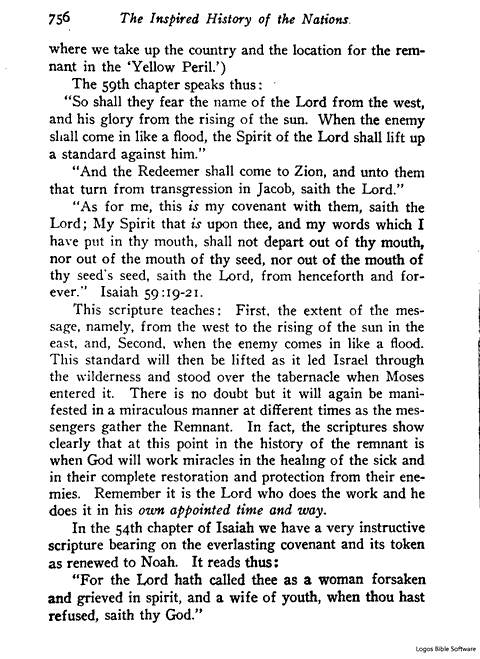 756 The Inspired History of the Nations.
where we take up the country and the location for the rem-
nant in the ‘Yellow Peril.’)
The 59th chapter speaks thus:
“So shall they fear the name of the Lord from the west,
and his glory from the rising of the sun. When the enemy
shall come in like a flood, the Spirit of the Lord shall lift up
a standard against him.”
“And the Redeemer shall come to Zion, and unto them
that turn from transgression in Jacob, saith the Lord.”
“As for me, this is my covenant with them, saith the
Lord; My Spirit that is upon thee, and my words which I
have put in thy mouth, shall not depart out of thy mouth,
nor out of the mouth of thy seed, nor out of the mouth of
thy seed's seed, saith the Lord, from henceforth and for-
ever.” Isaiah 59:19-21.
This scripture teaches: First, the extent of the mes-
sage, namely, from the west to the rising of the sun in the
east, and, Second, when the enemy comes in like a flood.
This standard will then be lifted as it led Israel through
the wilderness and stood over the tabernacle when Moses
entered it. There is no doubt but it will again be mani-
fested in a miraculous manner at different times as the mes-
sengers gather the Remnant. In fact, the scriptures show
clearly that at this point in the history of the remnant is
when God will work miracles in the healing of the sick and
in their complete restoration and protection from their ene-
mies. Remember it is the Lord who does the work and he
does it in his own appointed time and way.
In the 54th chapter of Isaiah we have a very instructive
scripture bearing on the everlasting covenant and its token
as renewed to Noah. It reads thus:
“For the Lord hath called thee as a woman forsaken
and grieved in spirit, and a wife of youth, when thou hast
refused, saith thy God.”
Logos Bible Software